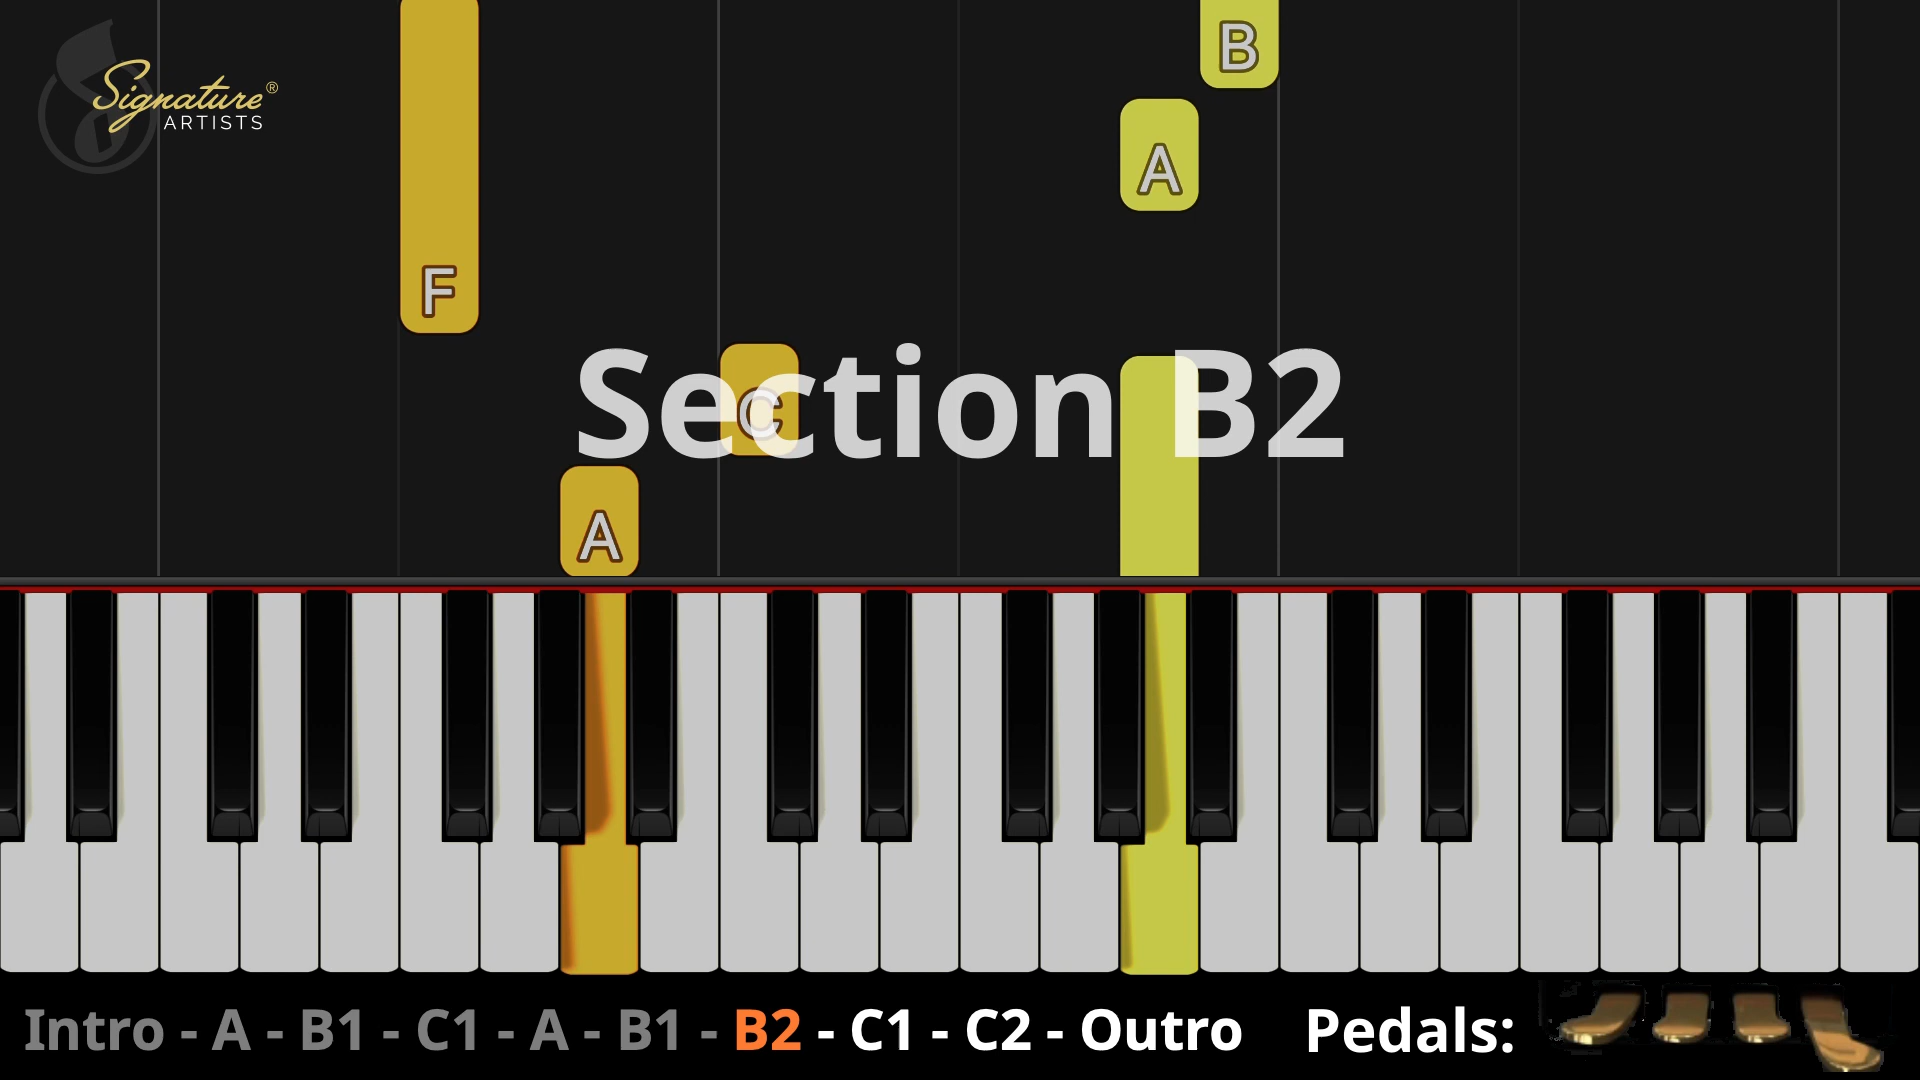 Signature®
ARTISTS
B
A
F
Section B2
C
A
Intro - A - B1 - C1 - A - B1 - B2 - C1 - C2 - Outro
Pedals: